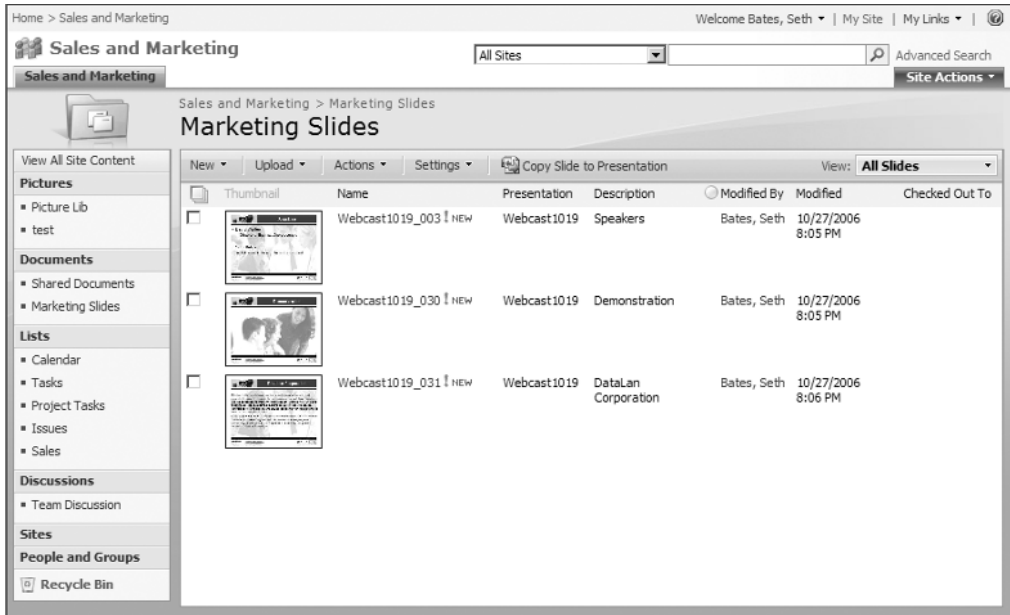 Home > Sales and Marketing
Welcome Bates, Seth | My Site | My Links
Sales and Marketing
All Sites
Advanced Search
Sales and Marketing
Site Actions
Sales and Marketing > Marketing Slides
Marketing Slides
View All Site Content
Pictures
Picture Lib
test
Documents
Shared Documents
Marketing Slides
Lists
Calendar
Tasks
Project Tasks
Issues
Sales
Discussions
Team Discussion
Sites
People and Groups
Recycle Bin
New Upload Actions Settings Copy Slide to Presentation View: All Slides
Thumbnail Name Presentation Description Modified By Modified Checked Out To
Webcast1019_003 ! NEW Webcast1019 Speakers Bates, Seth 10/27/2006
8:05 PM
Webcast1019_030 ! NEW Webcast1019 Demonstration Bates, Seth 10/27/2006
8:05 PM
Webcast1019_031 ! NEW Webcast1019 DataLan Bates, Seth 10/27/2006
Corporation 8:06 PM